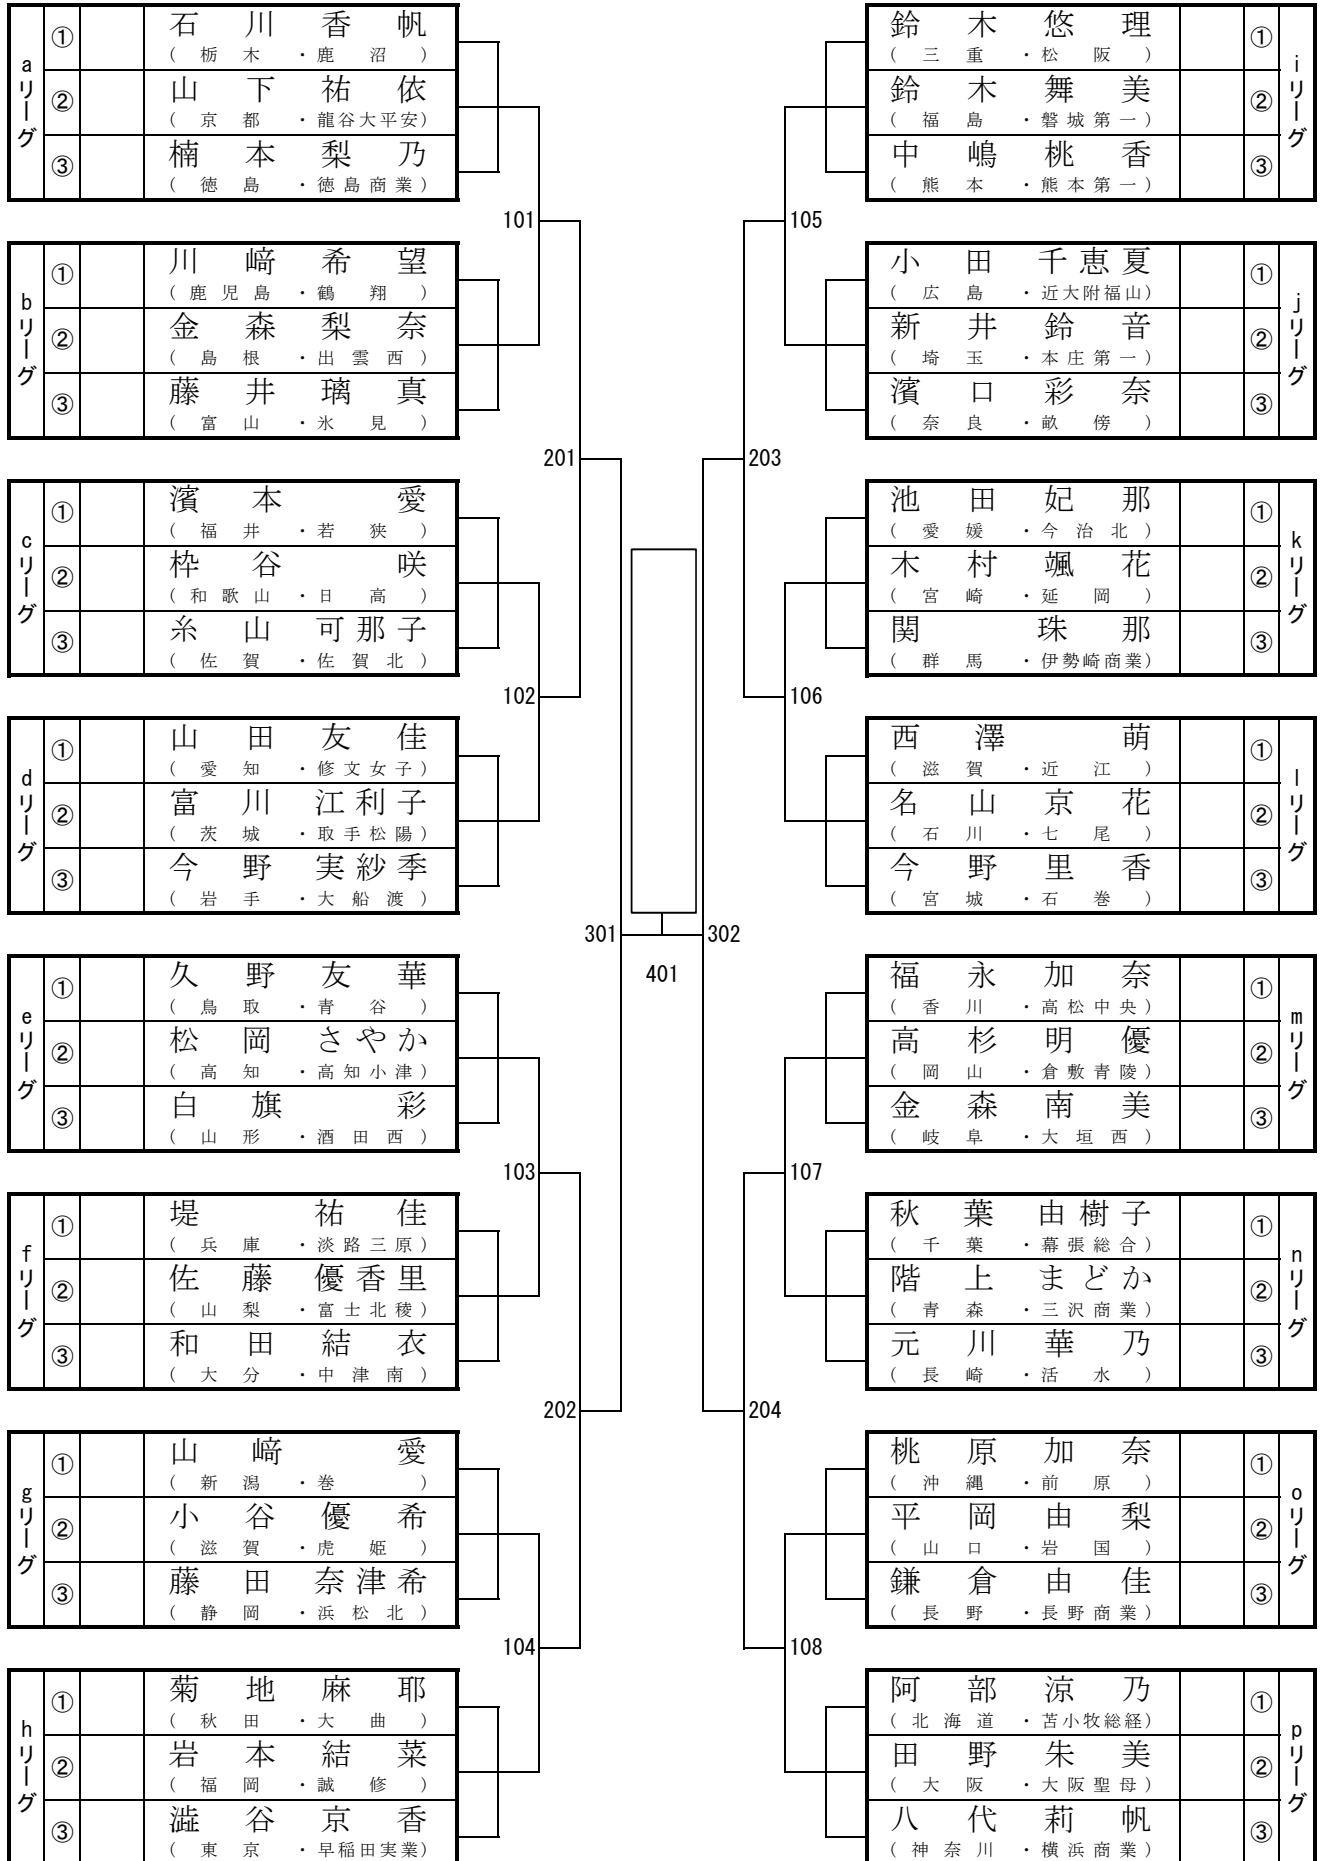 aリーグ
① 石川香帆
(栃木・鹿沼)
② 山下祐依
(京都・龍谷大平安)
③ 楠本梨乃
(徳島・徳島商業)
101
bリーグ
① 川﨑希望
(鹿児島・鶴翔)
② 金森梨奈
(島根・出雲西)
③ 藤井璃真
(富山・氷見)
201
cリーグ
① 濱本愛
(福井・若狭)
② 枠谷咲
(和歌山・日高)
③ 糸山可那子
(佐賀・佐賀北)
102
dリーグ
① 山田友佳
(愛知・修文女子)
② 富川江利子
(茨城・取手松陽)
③ 今野実紗季
(岩手・大船渡)
301
eリーグ
① 久野友華
(鳥取・青谷)
② 松岡さやか
(高知・高知小津)
③ 白旗彩
(山形・酒田西)
103
fリーグ
① 堤祐佳
(兵庫・淡路三原)
② 佐藤優香里
(山梨・富士北稜)
③ 和田結衣
(大分・中津南)
202
gリーグ
① 山﨑愛
(新潟・巻)
② 小谷優希
(滋賀・虎姫)
③ 藤田奈津希
(静岡・浜松北)
104
hリーグ
① 菊地麻耶
(秋田・大曲)
② 岩本結菜
(福岡・誠修)
③ 澁谷京香
(東京・早稲田実業)
401
鈴木悠理 ①
(三重・松阪)
鈴木舞美 ②
(福島・磐城第一)
中嶋桃香 ③
(熊本・熊本第一)
iリーグ
105
小田千恵夏 ①
(広島・近大附福山)
新井鈴音 ②
(埼玉・本庄第一)
濱口彩奈 ③
(奈良・畝傍)
jリーグ
203
池田妃那 ①
(愛媛・今治北)
木村颯花 ②
(宮崎・延岡)
関珠那 ③
(群馬・伊勢崎商業)
kリーグ
106
西澤萌 ①
(滋賀・近江)
名山京花 ②
(石川・七尾)
今野里香 ③
(宮城・石巻)
lリーグ
302
福永加奈 ①
(香川・高松中央)
高杉明優 ②
(岡山・倉敷青陵)
金森南美 ③
(岐阜・大垣西)
mリーグ
107
秋葉由樹子 ①
(千葉・幕張総合)
階上まどか ②
(青森・三沢商業)
元川華乃 ③
(長崎・活水)
nリーグ
204
桃原加奈 ①
(沖縄・前原)
平岡由梨 ②
(山口・岩国)
鎌倉由佳 ③
(長野・長野商業)
oリーグ
108
阿部涼乃 ①
(北海道・苫小牧総経)
田野朱美 ②
(大阪・大阪聖母)
八代莉帆 ③
(神奈川・横浜商業)
pリーグ